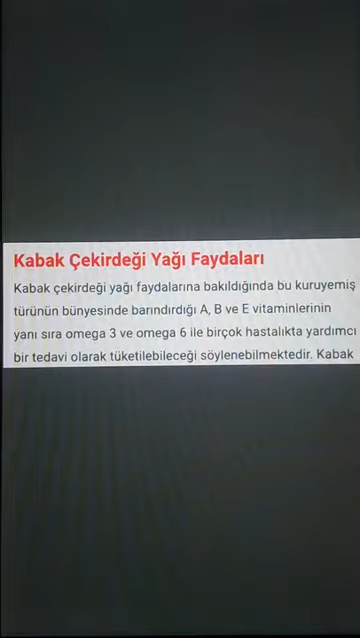 Kabak Çekirdeği Yağı Faydaları
Kabak çekirdeği yağı faydalarına bakıldığında bu kuruyemiş
türünün bünyesinde barındırdığı A, B ve E vitaminlerinin
yanı sıra omega 3 ve omega 6 ile birçok hastalıkta yardımcı
bir tedavi olarak tüketilebileceği söylenebilmektedir. Kabak